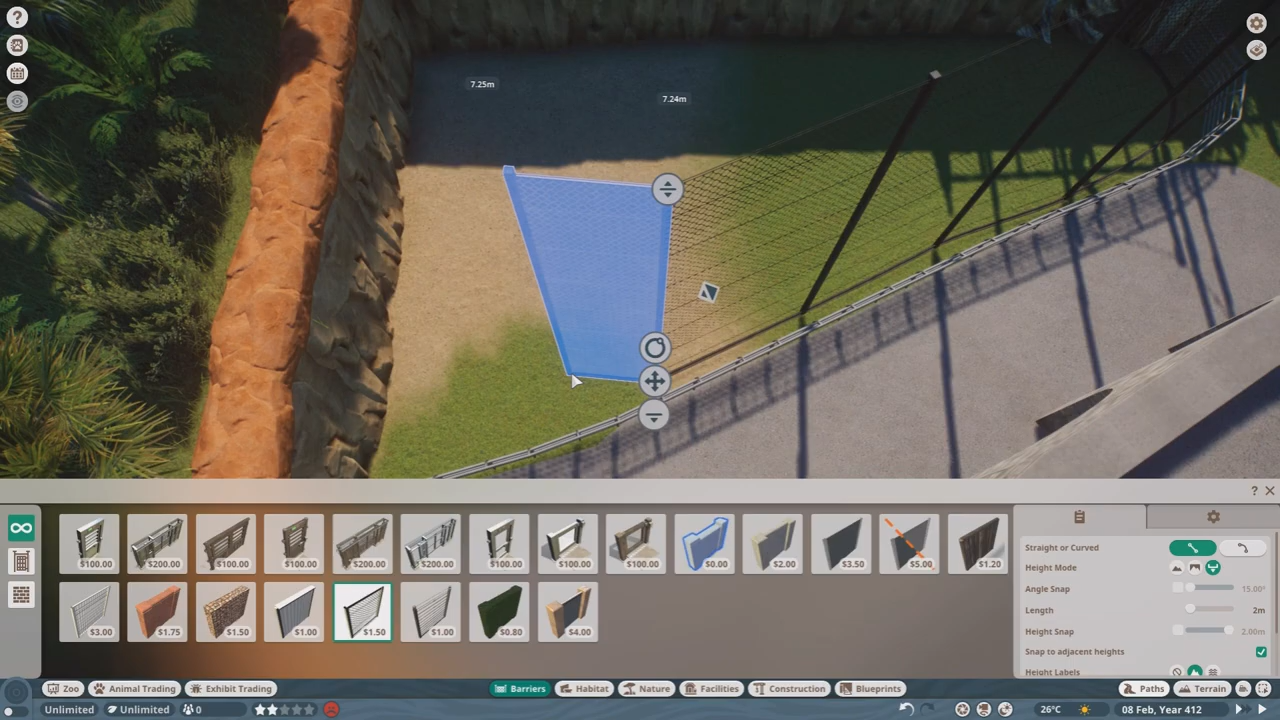 7.25m
7.24m
$100.00 $200.00 $100.00 $100.00 $200.00 $200.00 $100.00 $100.00 $100.00 $0.00 $2.00 $3.50 $5.00 $1.20
$3.00 $1.75 $1.50 $1.00 $1.50 $1.00 $0.80 $4.00
Straight or Curved
Height Mode
Angle Snap 15.00°
Length 2m
Height Snap 2.00m
Snap to adjacent heights
Height Labels
? ×
Zoo Animal Trading Exhibit Trading Barriers Habitat Nature Facilities Construction Blueprints Paths Terrain
Unlimited Unlimited 0 26°C 08 Feb, Year 412